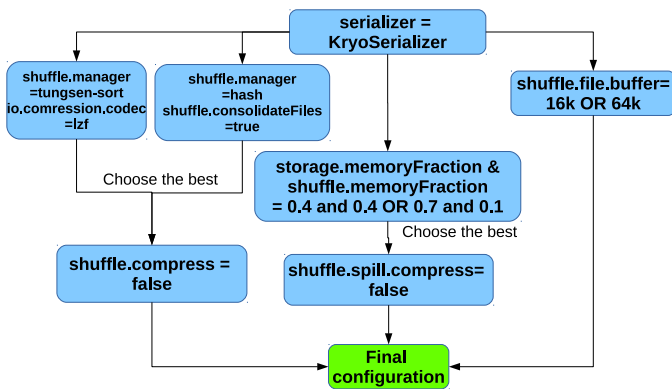 serializer =
KryoSerializer
shuffle.manager
=tungsen-sort
io.comression.codec
=lzf
shuffle.manager
=hash
shuffle.consolidateFiles
=true
shuffle.file.buffer=
16k OR 64k
storage.memoryFraction &
shuffle.memoryFraction
= 0.4 and 0.4 OR 0.7 and 0.1
Choose the best
Choose the best
shuffle.compress =
false
shuffle.spill.compress=
false
Final
configuration